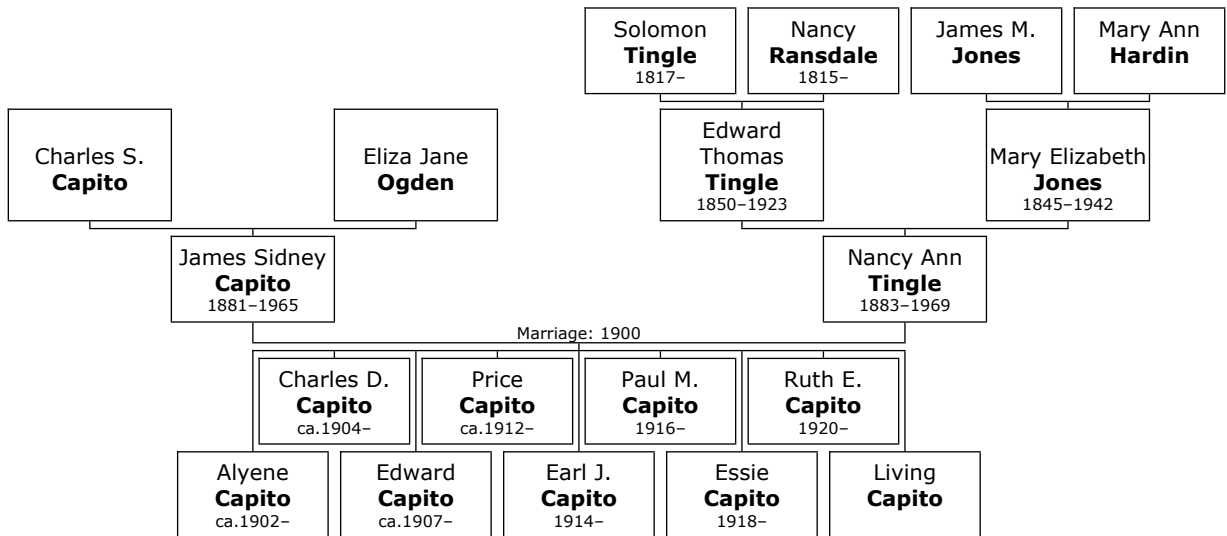 Solomon
Tingle
1817–
Nancy
Ransdale
1815–
James M.
Jones
Mary Ann
Hardin
Charles S.
Capito
Eliza Jane
Ogden
Edward
Thomas
Tingle
1850–1923
Mary Elizabeth
Jones
1845–1942
James Sidney
Capito
1881–1965
Nancy Ann
Tingle
1883–1969
Marriage: 1900
Charles D.
Capito
ca.1904–
Price
Capito
ca.1912–
Paul M.
Capito
1916–
Ruth E.
Capito
1920–
Alyene
Capito
ca.1902–
Edward
Capito
ca.1907–
Earl J.
Capito
1914–
Essie
Capito
1918–
Living
Capito